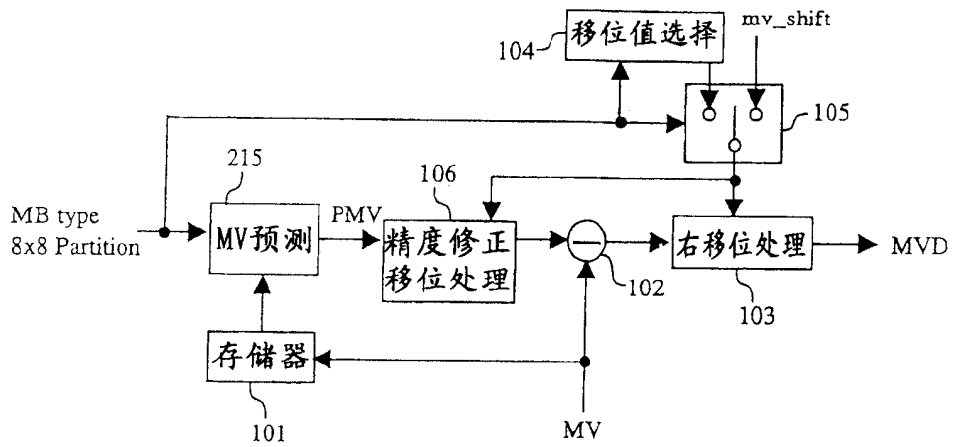 移位值选择
mv_shift
104
105
215
106
MB type
8x8 Partition
MV预测
PMV
精度修正
移位处理
102
右移位处理
MVD
103
存储器
101
MV